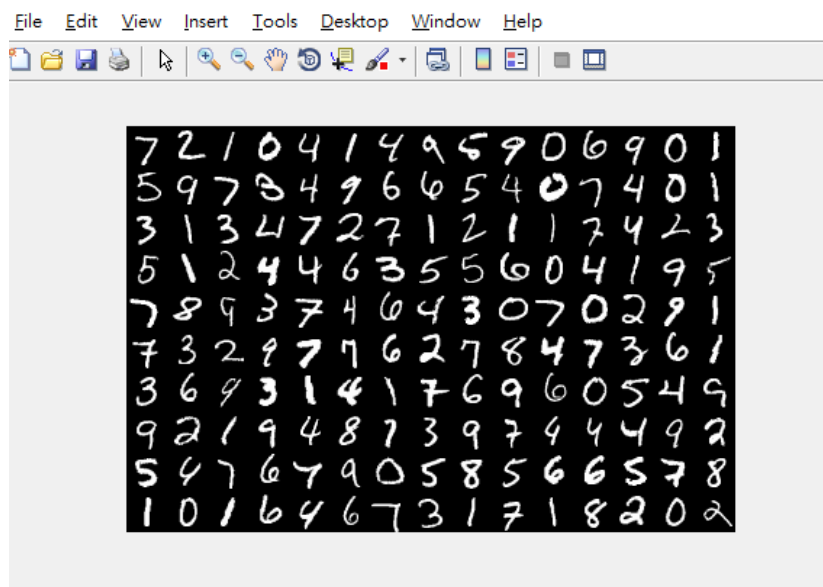 File Edit View Insert Tools Desktop Window Help
7 2 1 0 4 1 4 9 5 9 0 6 9 0 1
5 9 7 3 4 9 6 6 5 4 0 7 4 0 1
3 1 3 4 7 2 7 1 2 1 1 7 4 2 3
5 1 2 4 4 6 3 5 5 6 0 4 1 9 5
7 8 9 3 7 4 6 4 3 0 7 0 2 9 1
7 3 2 9 7 7 6 2 7 8 4 7 3 6 1
3 6 9 3 1 4 1 7 6 9 6 0 5 4 9
9 2 1 9 4 8 7 3 9 7 4 4 4 9 2
5 4 7 6 7 9 0 5 8 5 6 6 5 7 8
1 0 1 6 4 6 7 3 1 7 1 8 2 0 2